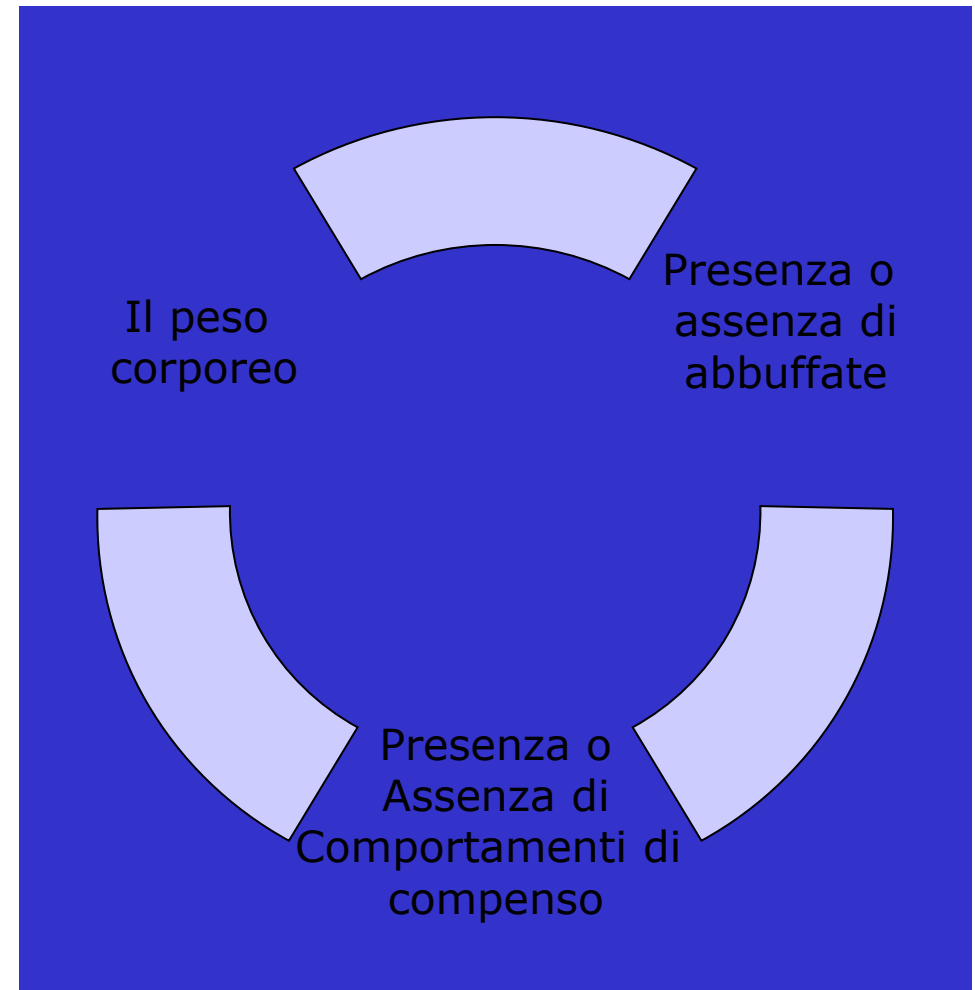 Il peso
corporeo
Presenza o
assenza di
abbuffate
Presenza o
Assenza di
Comportamenti di
compenso